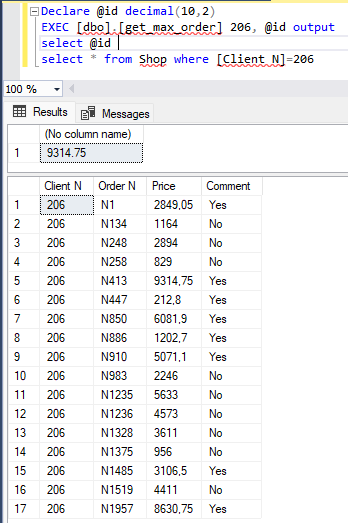 Declare @id decimal(10,2)
EXEC [dbo].[get_max_order] 206, @id output
select @id
select * from Shop where [Client N]=206
100 %
Results Messages
(No column name)
1 9314.75
Client N Order N Price Comment
1 206 N1 2849,05 Yes
2 206 N134 1164 No
3 206 N248 2894 No
4 206 N258 829 No
5 206 N413 9314,75 Yes
6 206 N447 212,8 Yes
7 206 N850 6081,9 Yes
8 206 N886 1202,7 Yes
9 206 N910 5071,1 Yes
10 206 N983 2246 No
11 206 N1235 5633 No
12 206 N1236 4573 No
13 206 N1328 3611 No
14 206 N1375 956 No
15 206 N1485 3106,5 Yes
16 206 N1519 4411 No
17 206 N1957 8630,75 Yes